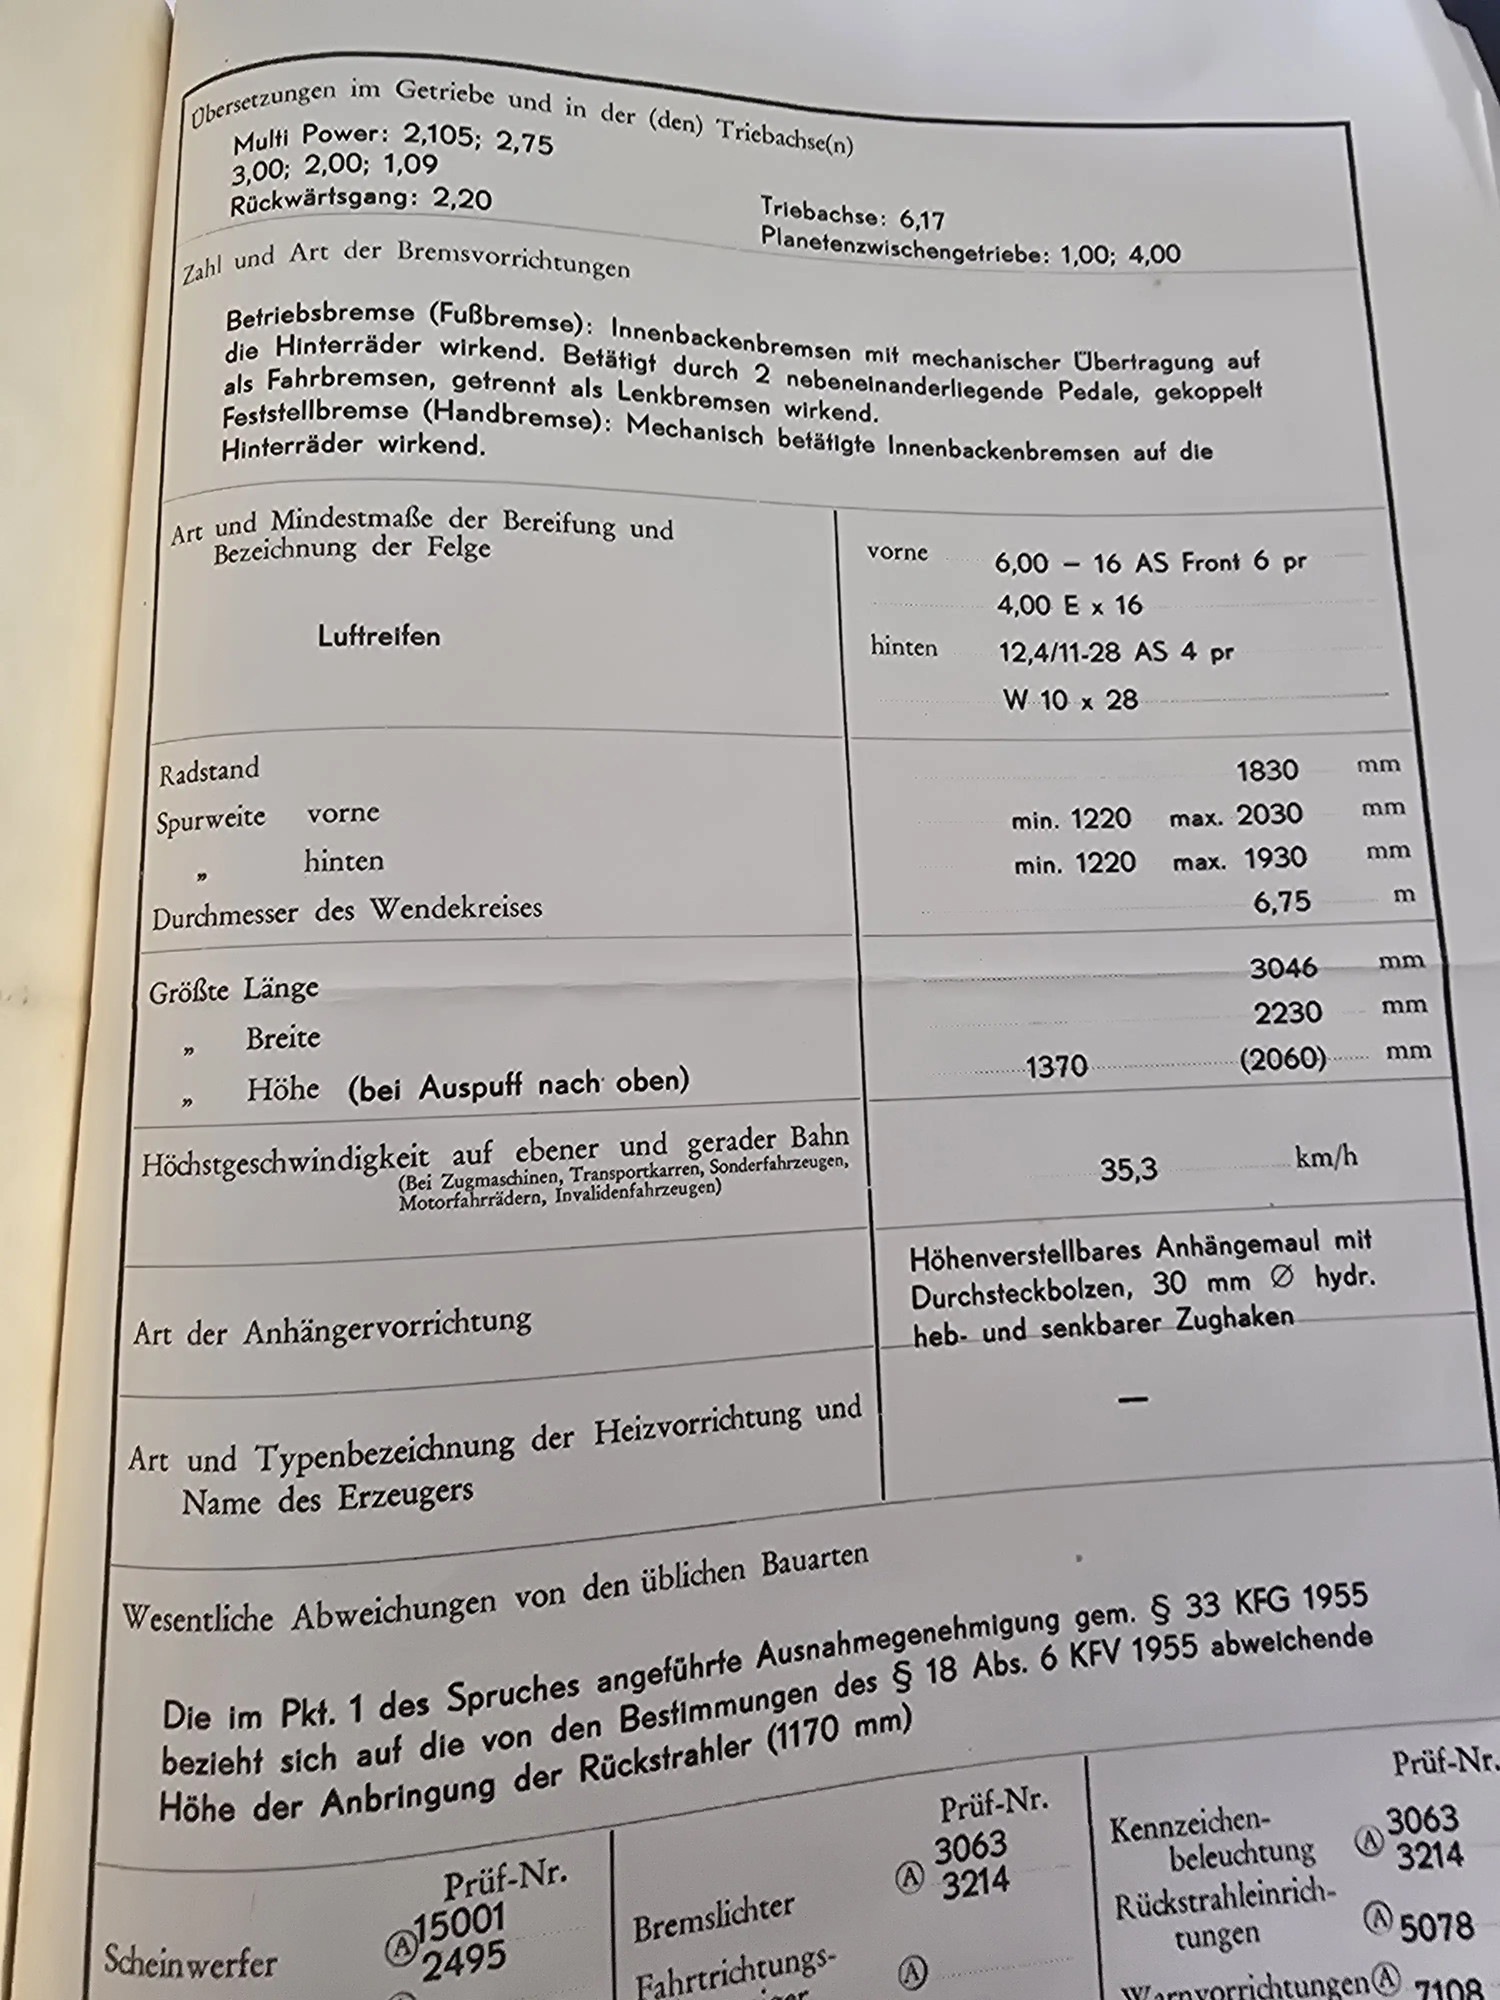 Übersetzungen im Getriebe und in der (den) Triebachse(n)
Multi Power: 2,105; 2,75
3,00; 2,00; 1,09
Rückwärtsgang: 2,20
Triebachse: 6,17
Planetenzwischengetriebe: 1,00; 4,00
Zahl und Art der Bremsvorrichtungen
Betriebsbremse (Fußbremse): Innenbackenbremsen mit mechanischer Übertragung auf
die Hinterräder wirkend. Betätigt durch 2 nebeneinanderliegende Pedale, gekoppelt
als Fahrbremsen, getrennt als Lenkbremsen wirkend.
Feststellbremse (Handbremse): Mechanisch betätigte Innenbackenbremsen auf die
Hinterräder wirkend.
Art und Mindestmaße der Bereifung und
Bezeichnung der Felge
Luftreifen
vorne 6,00 – 16 AS Front 6 pr
4,00 E x 16
hinten 12,4/11-28 AS 4 pr
W 10 x 28
Radstand 1830 mm
Spurweite vorne min. 1220 max. 2030 mm
„ hinten min. 1220 max. 1930 mm
Durchmesser des Wendekreises 6,75 m
Größte Länge 3046 mm
„ Breite 2230 mm
„ Höhe (bei Auspuff nach oben) 1370 (2060) mm
Höchstgeschwindigkeit auf ebener und gerader Bahn 35,3 km/h
(Bei Zugmaschinen, Transportkarren, Sonderfahrzeugen,
Motorfahrrädern, Invalidenfahrzeugen)
Art der Anhängervorrichtung
Höhenverstellbares Anhängemaul mit
Durchsteckbolzen, 30 mm Ø hydr.
heb- und senkbarer Zughaken
Art und Typenbezeichnung der Heizvorrichtung und —
Name des Erzeugers
Wesentliche Abweichungen von den üblichen Bauarten
Die im Pkt. 1 des Spruches angeführte Ausnahmegenehmigung gem. § 33 KFG 1955
bezieht sich auf die von den Bestimmungen des § 18 Abs. 6 KFV 1955 abweichende
Höhe der Anbringung der Rückstrahler (1170 mm)
Prüf-Nr.
Scheinwerfer Ⓐ 15001
2495
Prüf-Nr.
Bremslichter Ⓐ 3063
3214
Fahrtrichtungs- Ⓐ
Prüf-Nr.
Kennzeichen-
beleuchtung Ⓐ 3063
3214
Rückstrahleinrich-
tungen Ⓐ 5078
Warnvorrichtungen Ⓐ 7108